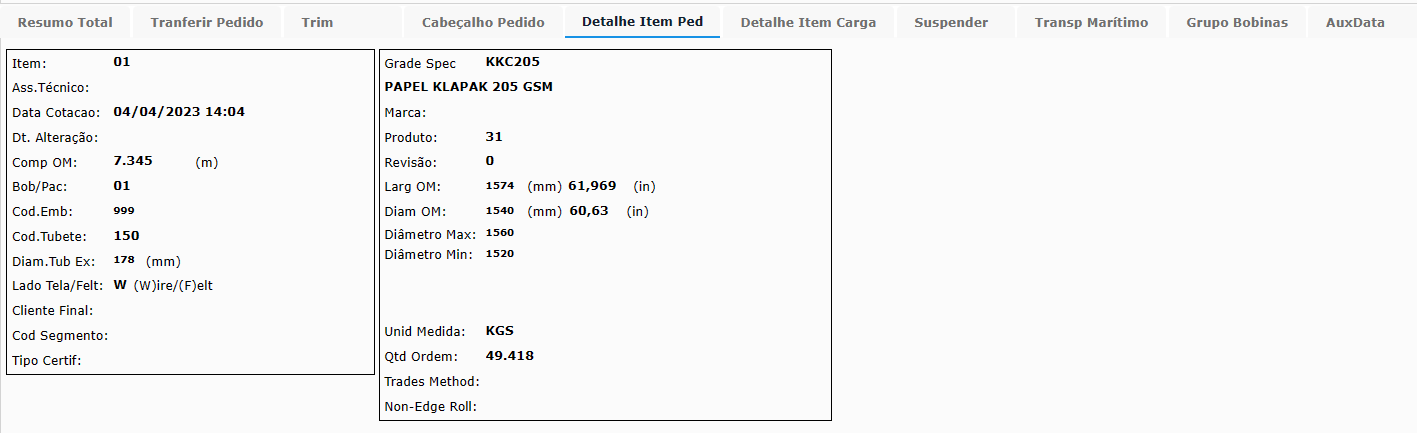 Resumo Total Tranferir Pedido Trim Cabeçalho Pedido Detalhe Item Ped Detalhe Item Carga Suspender Transp Marítimo Grupo Bobinas AuxData
Item: 01
Ass.Técnico:
Data Cotacao: 04/04/2023 14:04
Dt. Alteração:
Comp OM: 7.345 (m)
Bob/Pac: 01
Cod.Emb: 999
Cod.Tubete: 150
Diam.Tub Ex: 178 (mm)
Lado Tela/Felt: W (W)ire/(F)elt
Cliente Final:
Cod Segmento:
Tipo Certif:
Grade Spec KKC205
PAPEL KLAPAK 205 GSM
Marca:
Produto: 31
Revisão: 0
Larg OM: 1574 (mm) 61,969 (in)
Diam OM: 1540 (mm) 60,63 (in)
Diâmetro Max: 1560
Diâmetro Min: 1520
Unid Medida: KGS
Qtd Ordem: 49.418
Trades Method:
Non-Edge Roll: